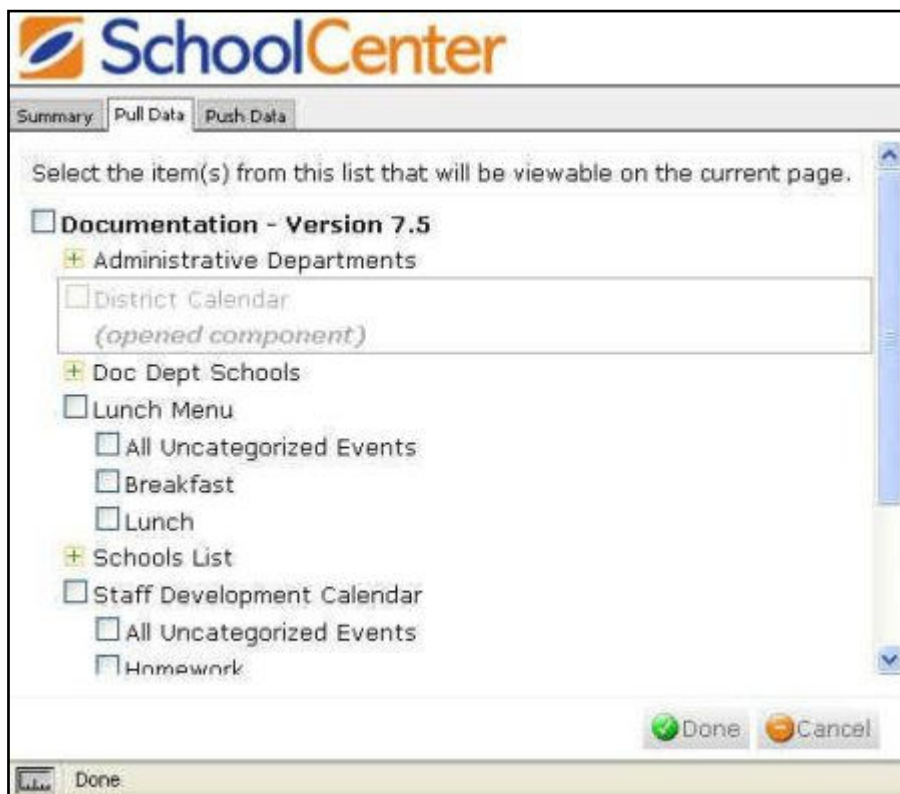 SchoolCenter
Summary Pull Data Push Data
Select the item(s) from this list that will be viewable on the current page.
Documentation - Version 7.5
Administrative Departments
District Calendar
(opened component)
Doc Dept Schools
Lunch Menu
All Uncategorized Events
Breakfast
Lunch
Schools List
Staff Development Calendar
All Uncategorized Events
Homework
Done Cancel
Done